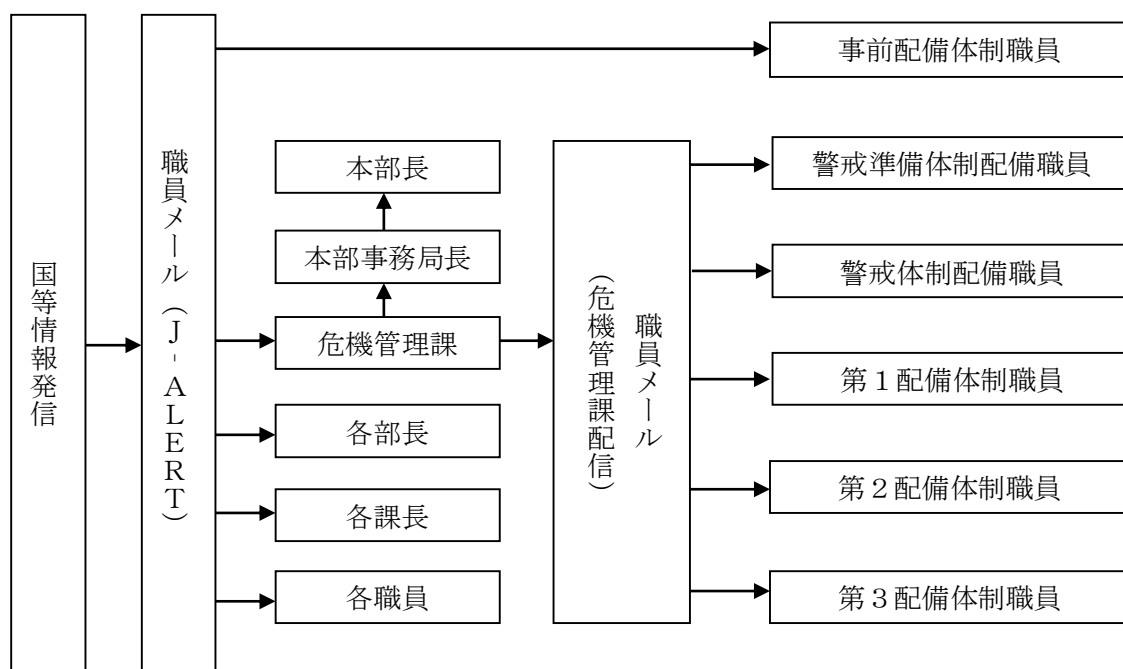 国等情報発信
職員メール（Ｊ-ＡＬＥＲＴ）
本部長
本部事務局長
危機管理課
各部長
各課長
各職員
職員メール
（危機管理課配信）
事前配備体制職員
警戒準備体制配備職員
警戒体制配備職員
第１配備体制職員
第２配備体制職員
第３配備体制職員